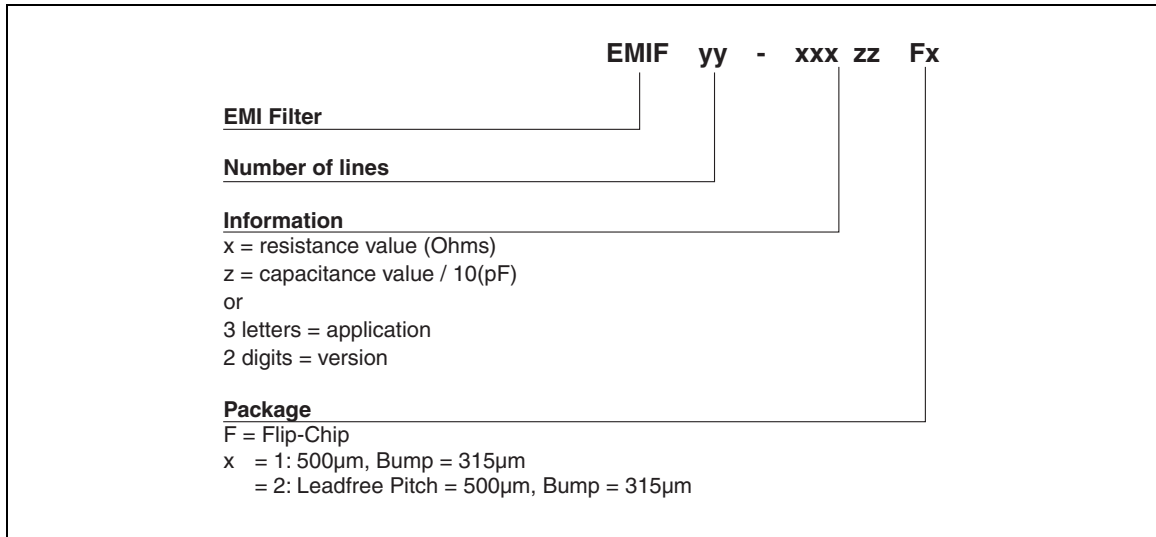 EMIF yy - xxx zz Fx
EMI Filter
Number of lines
Information
x = resistance value (Ohms)
z = capacitance value / 10(pF)
or
3 letters = application
2 digits = version
Package
F = Flip-Chip
x = 1: 500µm, Bump = 315µm
= 2: Leadfree Pitch = 500µm, Bump = 315µm